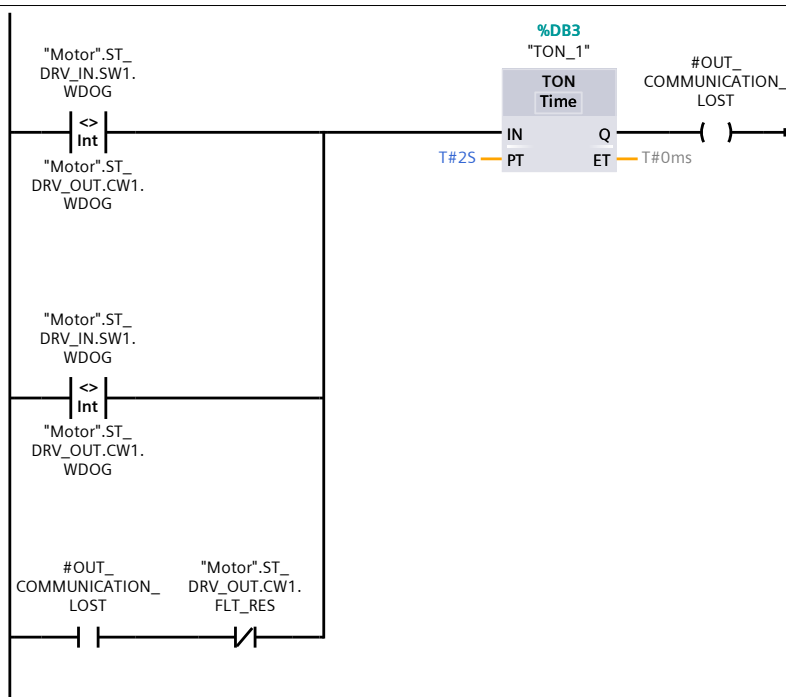 "Motor".ST_
DRV_IN.SW1.
WDOG
<>
Int
"Motor".ST_
DRV_OUT.CW1.
WDOG
%DB3
"TON_1"
TON
Time
IN
Q
T#2S
PT
ET
T#0ms
#OUT_
COMMUNICATION_
LOST
"Motor".ST_
DRV_IN.SW1.
WDOG
<>
Int
"Motor".ST_
DRV_OUT.CW1.
WDOG
#OUT_
COMMUNICATION_
LOST
"Motor".ST_
DRV_OUT.CW1.
FLT_RES